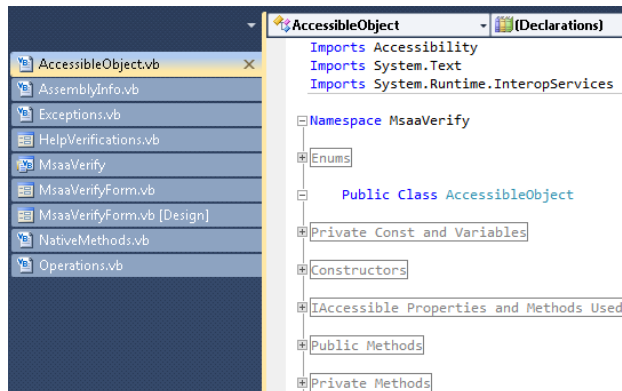 AccessibleObject.vb
AssemblyInfo.vb
Exceptions.vb
HelpVerifications.vb
MsaaVerify
MsaaVerifyForm.vb
MsaaVerifyForm.vb [Design]
NativeMethods.vb
Operations.vb
AccessibleObject (Declarations)
Imports Accessibility
Imports System.Text
Imports System.Runtime.InteropServices
Namespace MsaaVerify
Enums
Public Class AccessibleObject
Private Const and Variables
Constructors
IAccessible Properties and Methods Used
Public Methods
Private Methods